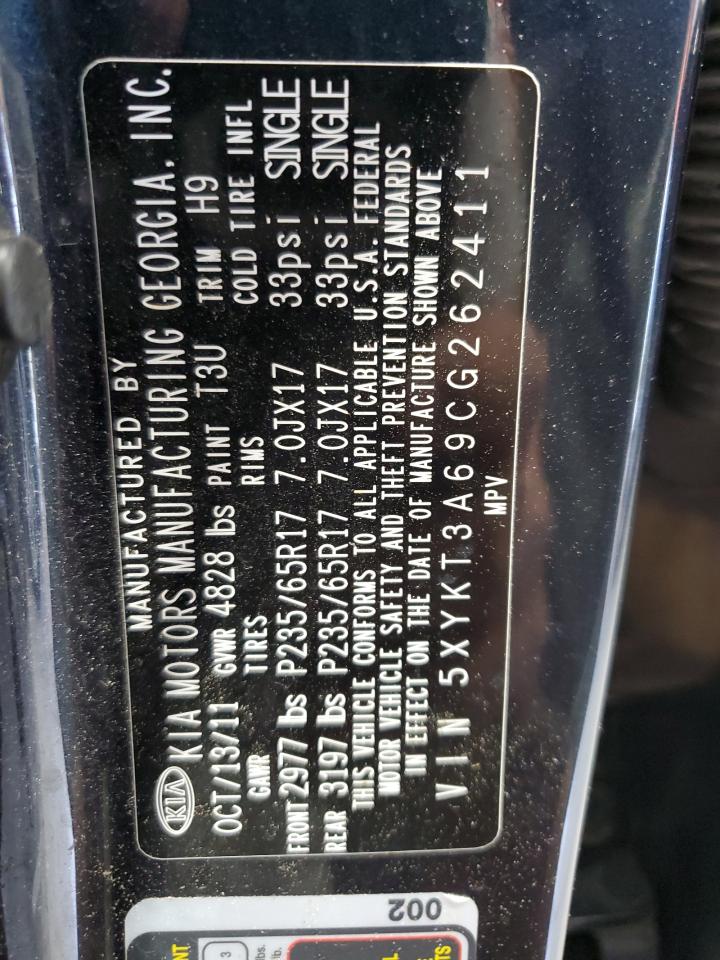 MANUFACTURED BY
KIA KIA MOTORS MANUFACTURING GEORGIA, INC.
OCT/13/11 GVWR 4828 lbs PAINT T3U TRIM H9
GAWR TIRES RIMS COLD TIRE INFL
FRONT 2977 lbs P235/65R17 7.0JX17 33psi SINGLE
REAR 3197 lbs P235/65R17 7.0JX17 33psi SINGLE
THIS VEHICLE CONFORMS TO ALL APPLICABLE U.S.A. FEDERAL
MOTOR VEHICLE SAFETY AND THEFT PREVENTION STANDARDS
IN EFFECT ON THE DATE OF MANUFACTURE SHOWN ABOVE
VIN 5XYKT3A69CG262411
MPV
002
3
lbs.